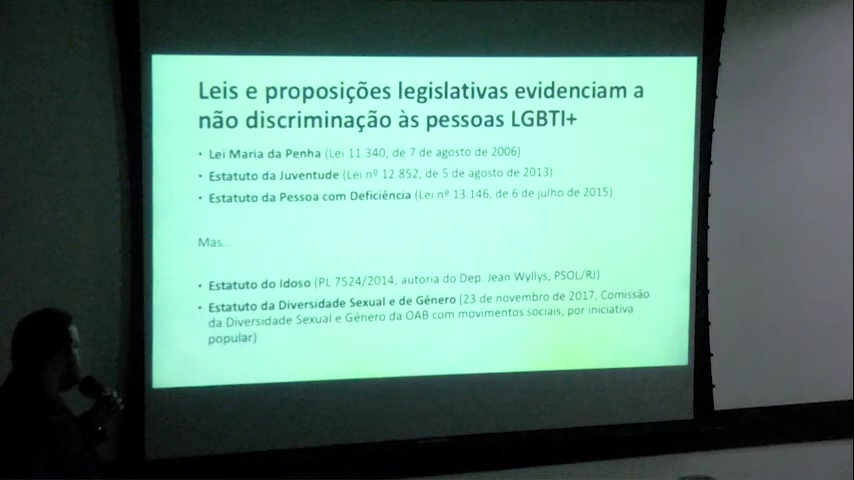 Leis e proposições legislativas evidenciam a
não discriminação às pessoas LGBTI+
• Lei Maria da Penha (Lei 11.340, de 7 de agosto de 2006)
• Estatuto da Juventude (Lei nº 12.852, de 5 de agosto de 2013)
• Estatuto da Pessoa com Deficiência (Lei nº 13.146, de 6 de julho de 2015)
Mas...
• Estatuto do Idoso (PL 7524/2014, autoria do Dep. Jean Wyllys, PSOL/RJ)
• Estatuto da Diversidade Sexual e de Gênero (23 de novembro de 2017, Comissão
da Diversidade Sexual e Gênero da OAB com movimentos sociais, por iniciativa
popular)